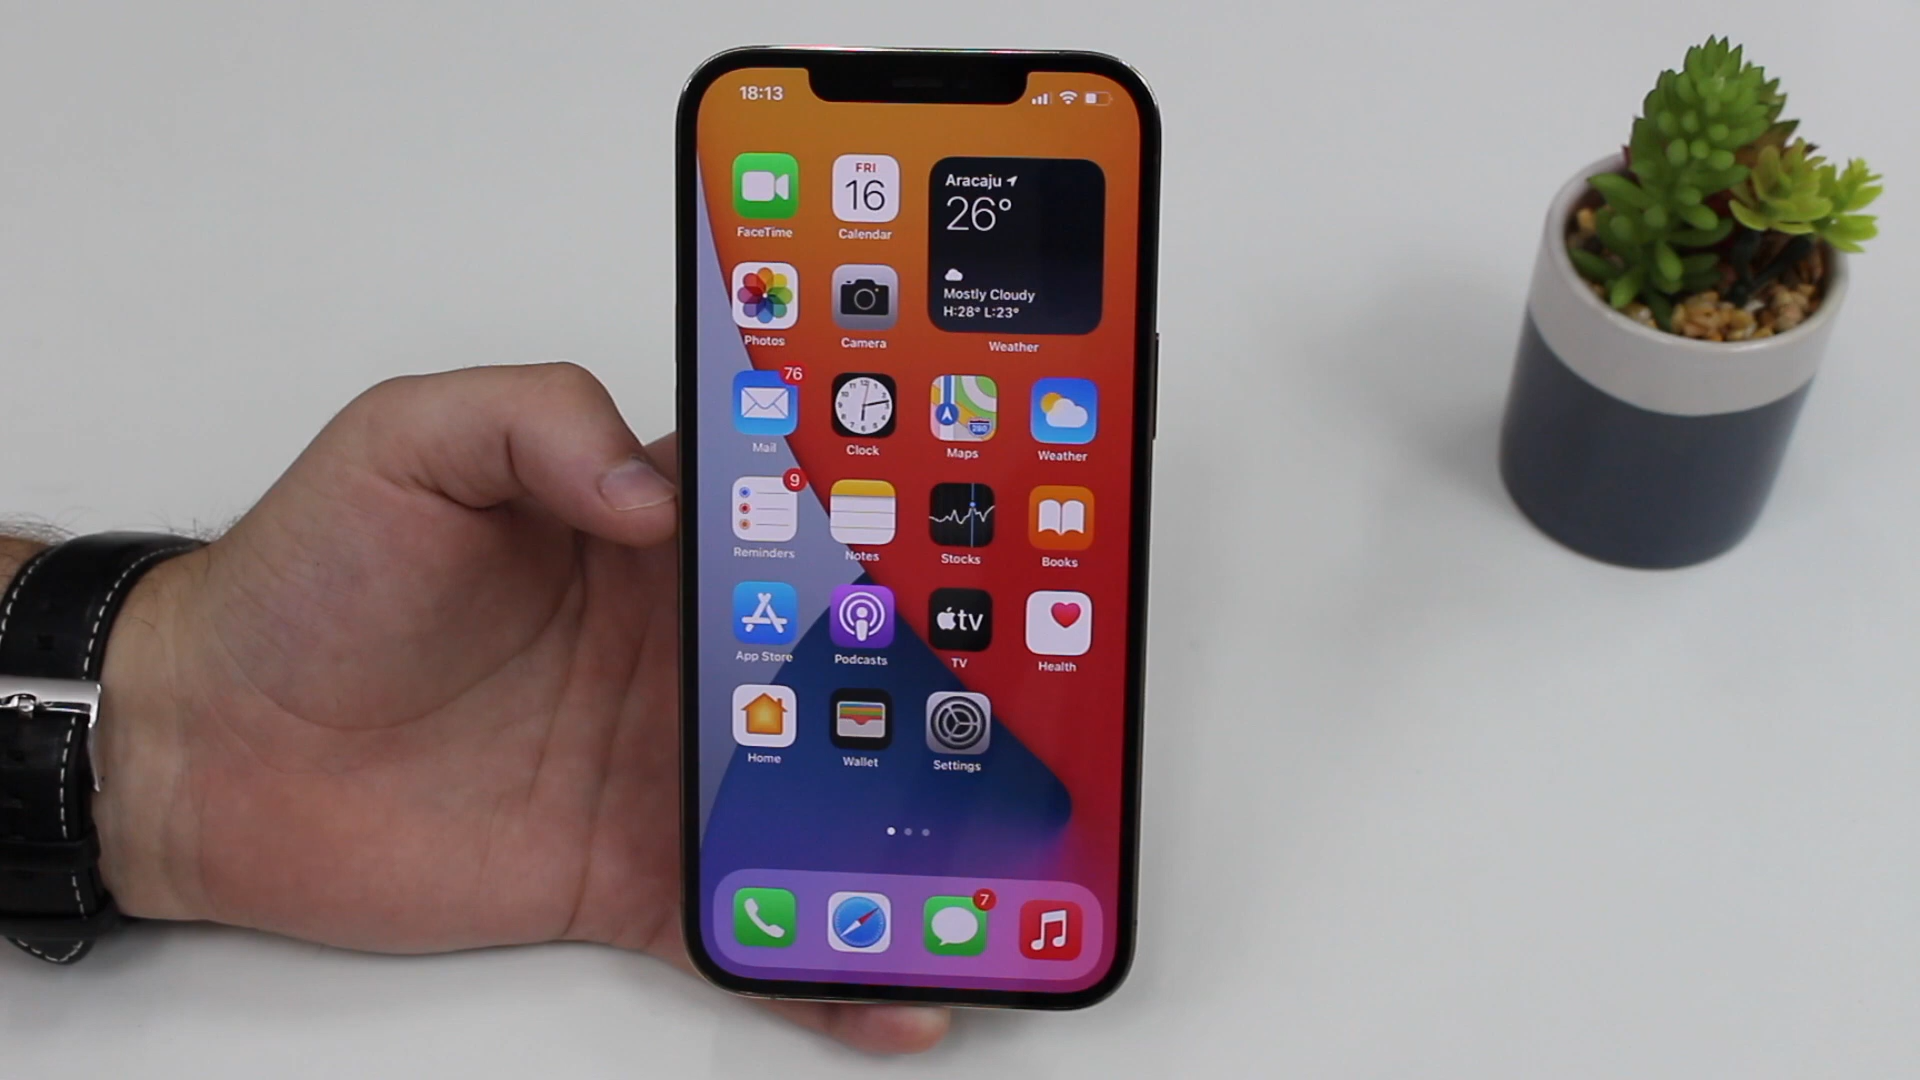 18:13
FaceTime
FRI
16
Calendar
Aracaju
26°
Mostly Cloudy
H:28° L:23°
Weather
Photos
Camera
76
Mail
Clock
280
Maps
Weather
9
Reminders
Notes
Stocks
Books
App Store
Podcasts
tv
TV
Health
Home
Wallet
Settings
7